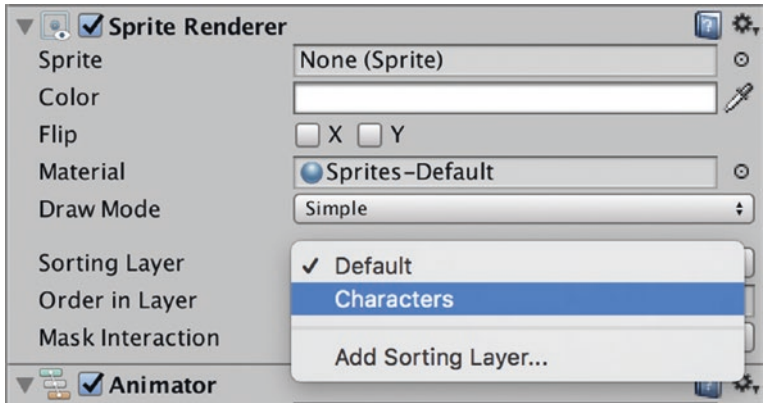 Sprite Renderer
Sprite None (Sprite)
Color
Flip X Y
Material Sprites-Default
Draw Mode Simple
Sorting Layer Default
Order in Layer Characters
Mask Interaction
Add Sorting Layer...
Animator